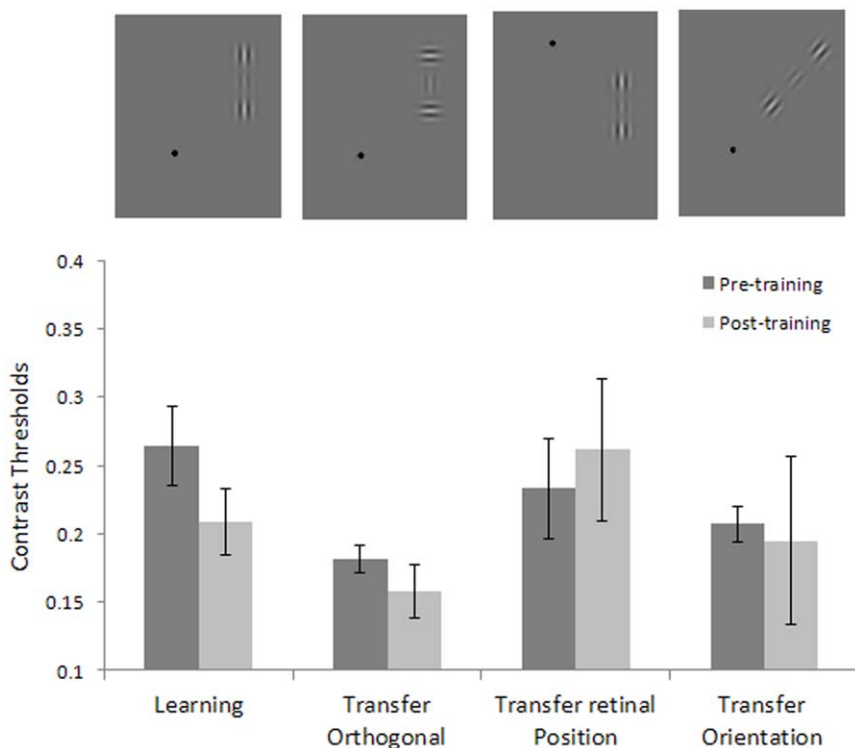 0.4
Pre-training
0.35
Post-training
0.3
Contrast Thresholds
0.25
0.2
0.15
0.1
Learning
Transfer Orthogonal
Transfer retinal Position
Transfer Orientation